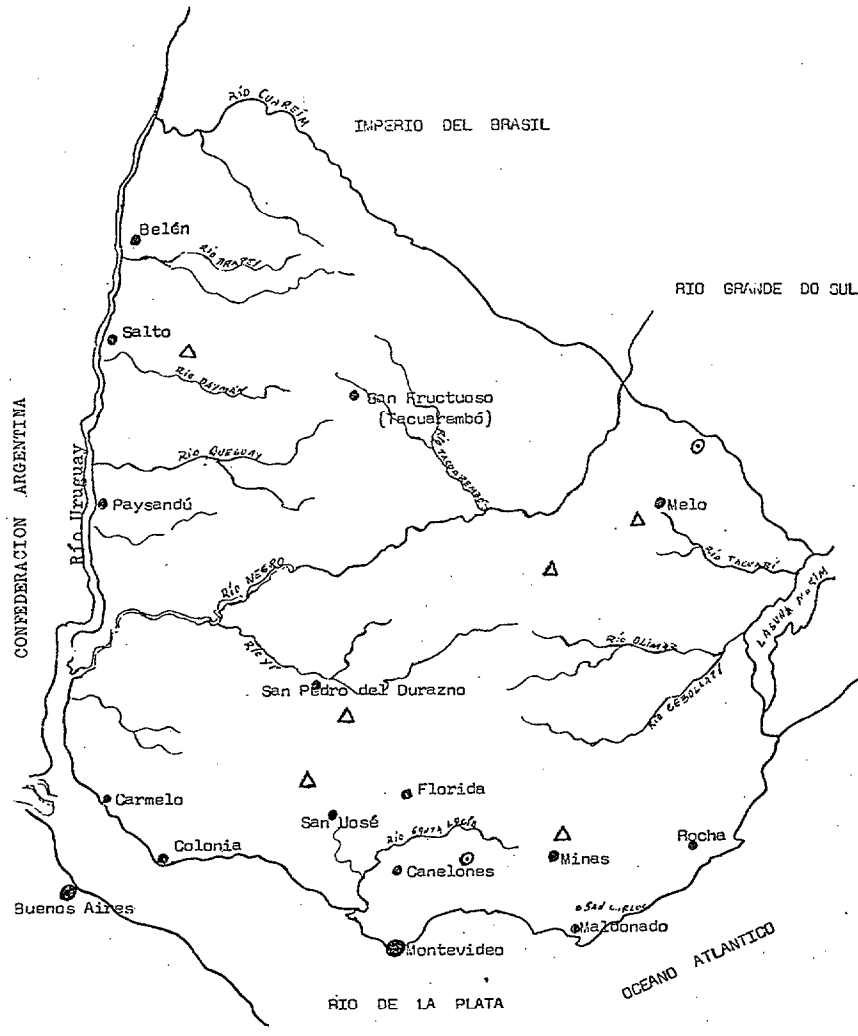 RÍO CUAREÍM
IMPERIO DEL BRASIL
Belén
RÍO ARAPEI
RIO GRANDE DO SUL
Salto
RÍO DAYMÁN
San Fructuoso
(Tacuarembó)
CONFEDERACION ARGENTINA
Río Uruguay
RÍO QUEGUAY
RÍO TACUAREMBÓ
Paysandú
Melo
RÍO TACUARÍ
RÍO NEGRO
LAGUNA MERIM
RÍO OLIMAR
RÍO YÍ
San Pedro del Durazno
RÍO CEBOLLATÍ
Carmelo
Florida
San José
RÍO SANTA LUCÍA
Colonia
Rocha
Canelones
Minas
Buenos Aires
SAN CARLOS
Maldonado
Montevideo
OCEANO ATLANTICO
RIO DE LA PLATA